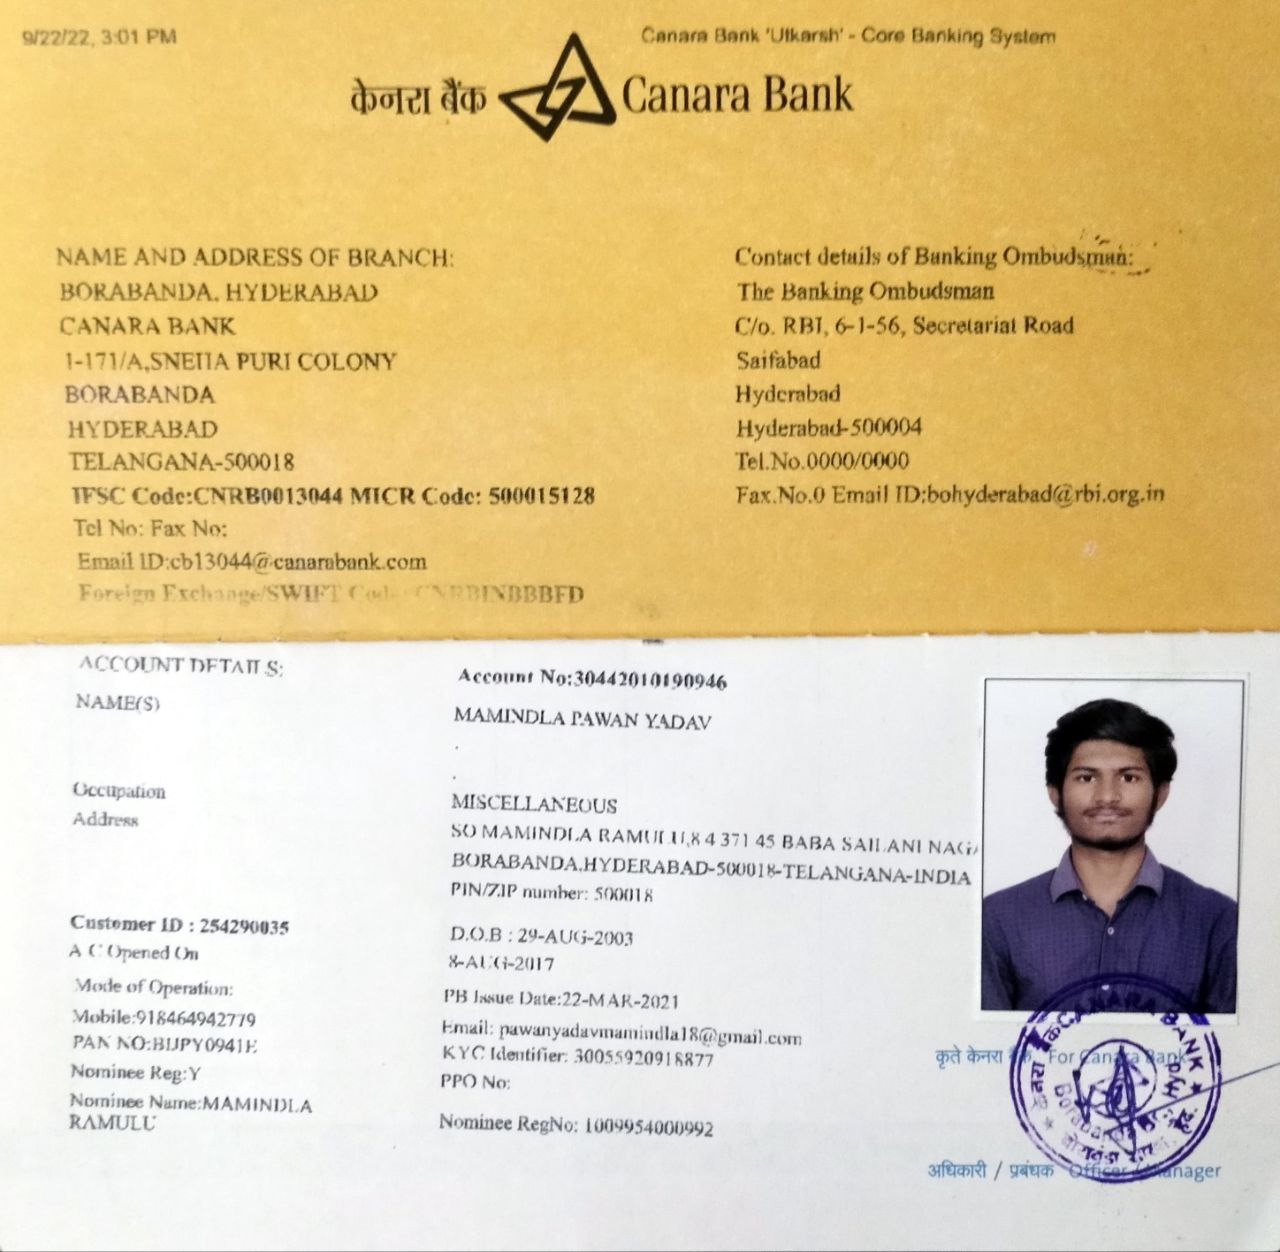 9/22/22, 3:01 PM
Canara Bank 'Utkarsh' - Core Banking System
केनरा बैंक Canara Bank
NAME AND ADDRESS OF BRANCH:
BORABANDA, HYDERABAD
CANARA BANK
1-171/A,SNEHA PURI COLONY
BORABANDA
HYDERABAD
TELANGANA-500018
IFSC Code:CNRB0013044 MICR Code: 500015128
Tel No: Fax No:
Email ID:cb13044@canarabank.com
Foreign Exchange/SWIFT Code CNRBINBBBFD
Contact details of Banking Ombudsman:
The Banking Ombudsman
C/o. RBI, 6-1-56, Secretariat Road
Saifabad
Hyderabad
Hyderabad-500004
Tel.No.0000/0000
Fax.No.0 Email ID:bohyderabad@rbi.org.in
ACCOUNT DETAILS:
Account No:30442010190946
NAME(S)
MAMINDLA PAWAN YADAV
.
.
Occupation
MISCELLANEOUS
Address
SO MAMINDLA RAMULU,8 4 371 45 BABA SAILANI NAGA
BORABANDA,HYDERABAD-500018-TELANGANA-INDIA
PIN/ZIP number: 500018
Customer ID : 254290035
D.O.B : 29-AUG-2003
A C Opened On
8-AUG-2017
Mode of Operation:
PB Issue Date:22-MAR-2021
Mobile:918464942779
Email: pawanyadavmamindla18@gmail.com
PAN NO:BIJPY0941E
KYC Identifier: 30055920918877
Nominee Reg:Y
PPO No:
Nominee Name:MAMINDLA
RAMULU
Nominee RegNo: 1009954000992
कृते केनरा बैंक For Canara Bank
केनरा बैंक CANARA BANK
Borabanda
अधिकारी / प्रबंधक Officer / Manager